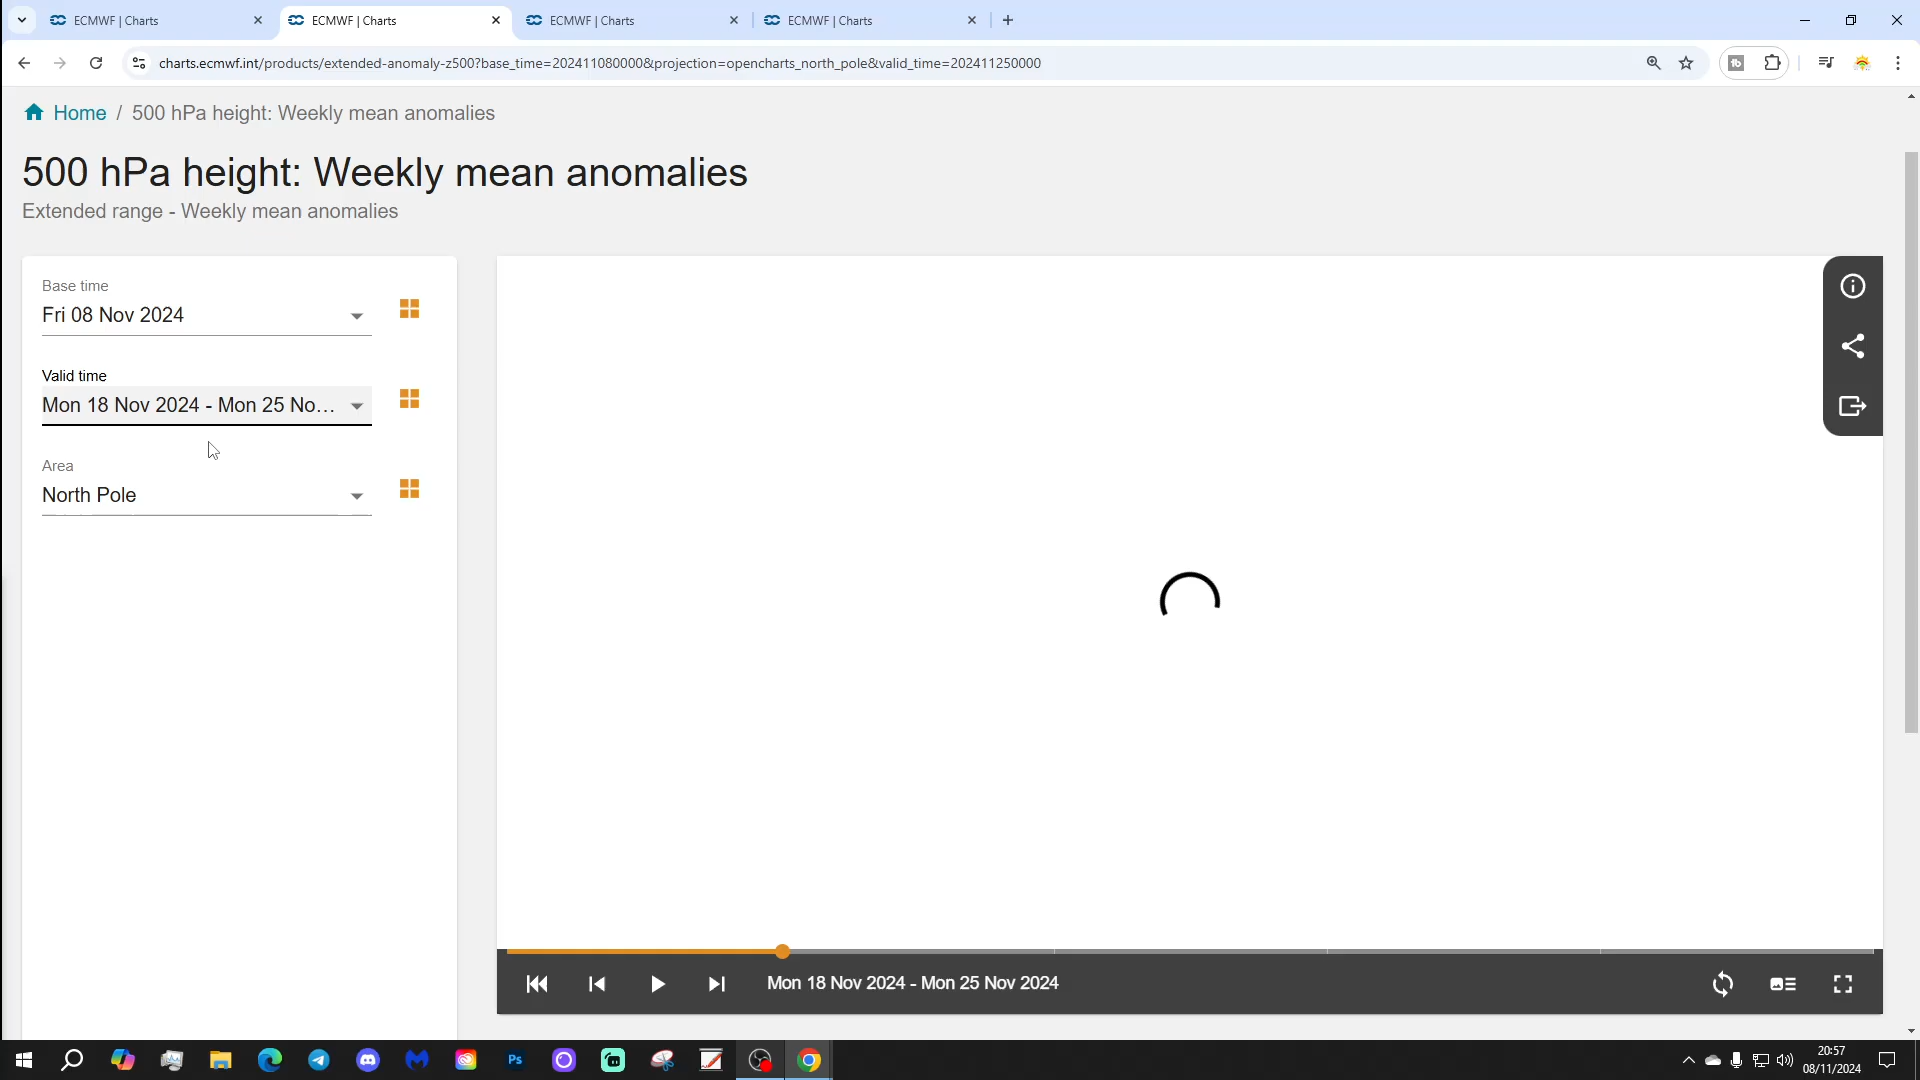 ECMWF | Charts
ECMWF | Charts
ECMWF | Charts
ECMWF | Charts
charts.ecmwf.int/products/extended-anomaly-z500?base_time=202411080000&projection=opencharts_north_pole&valid_time=202411250000
Home / 500 hPa height: Weekly mean anomalies
500 hPa height: Weekly mean anomalies
Extended range - Weekly mean anomalies
Base time
Fri 08 Nov 2024
Valid time
Mon 18 Nov 2024 - Mon 25 No...
Area
North Pole
Mon 18 Nov 2024 - Mon 25 Nov 2024
Ps
20:57
08/11/2024